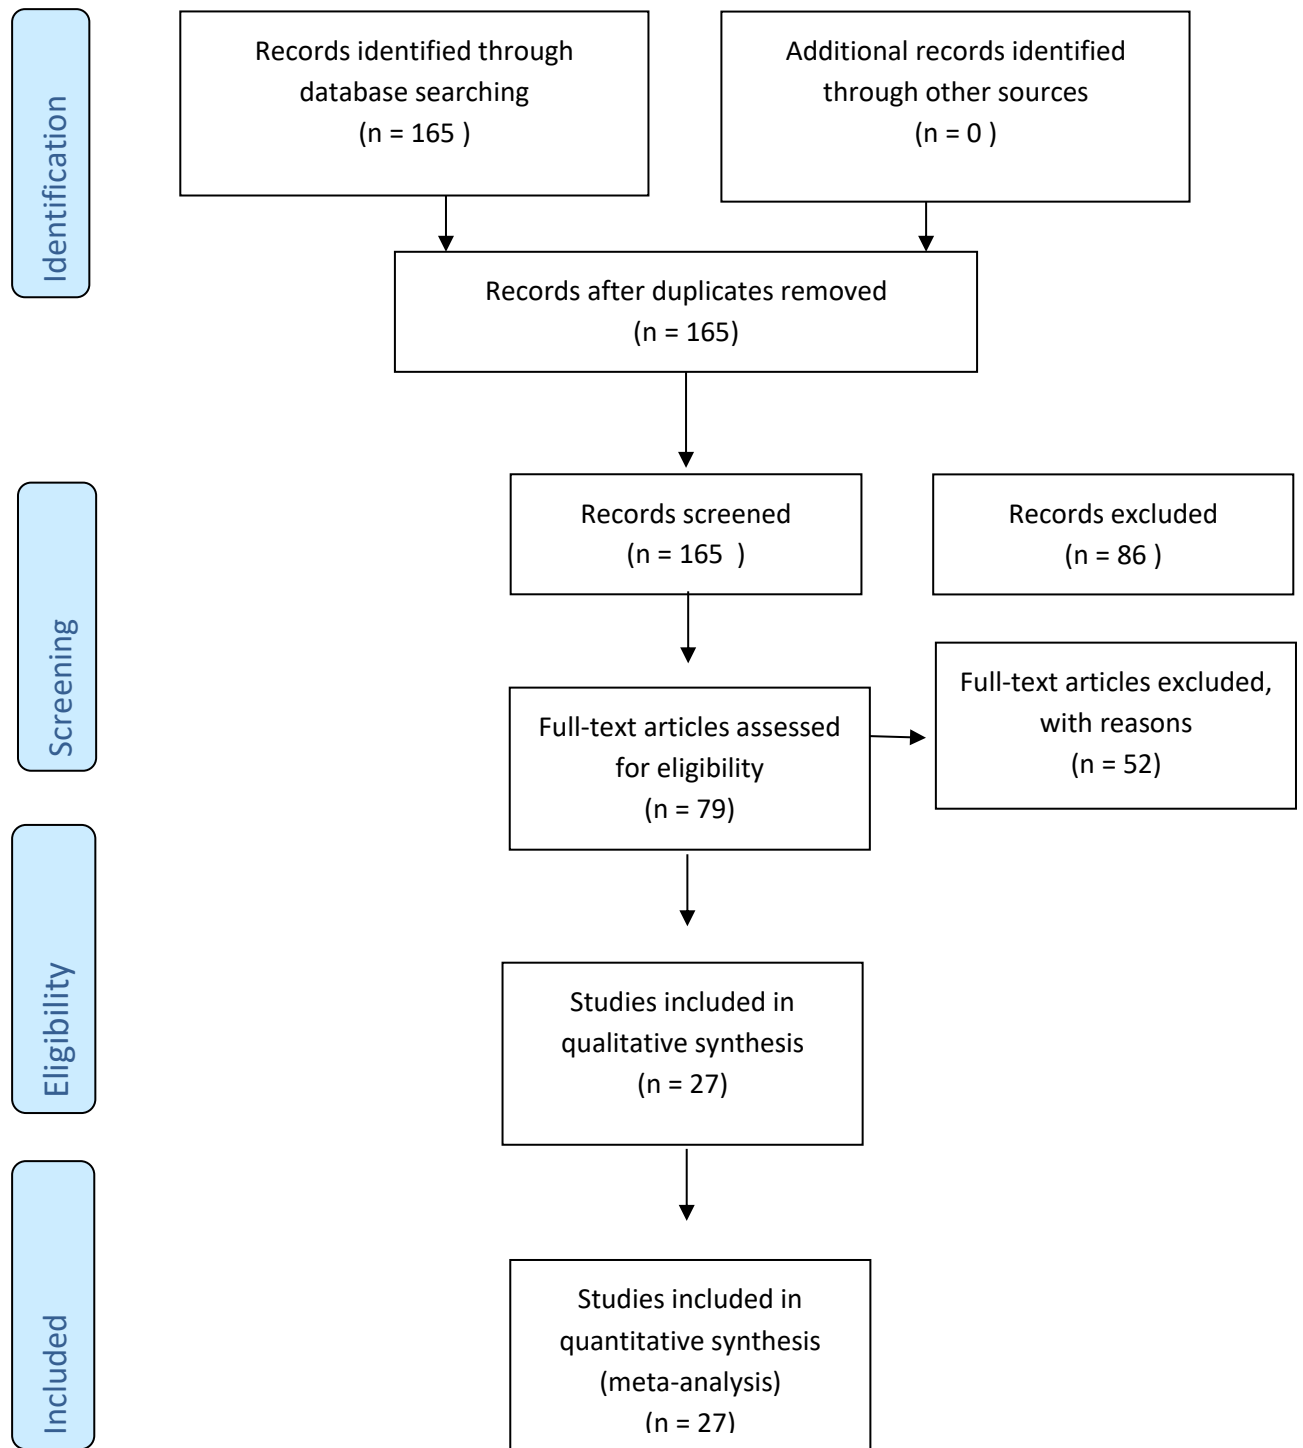 Identification
Records identified through
database searching
(n = 165 )
Additional records identified
through other sources
(n = 0 )
Records after duplicates removed
(n = 165)
Screening
Records screened
(n = 165  )
Records excluded
(n = 86 )
Full-text articles assessed
for eligibility
(n = 79)
Full-text articles excluded,
with reasons
(n = 52)
Eligibility
Studies included in
qualitative synthesis
(n = 27)
Included
Studies included in
quantitative synthesis
(meta-analysis)
(n = 27)